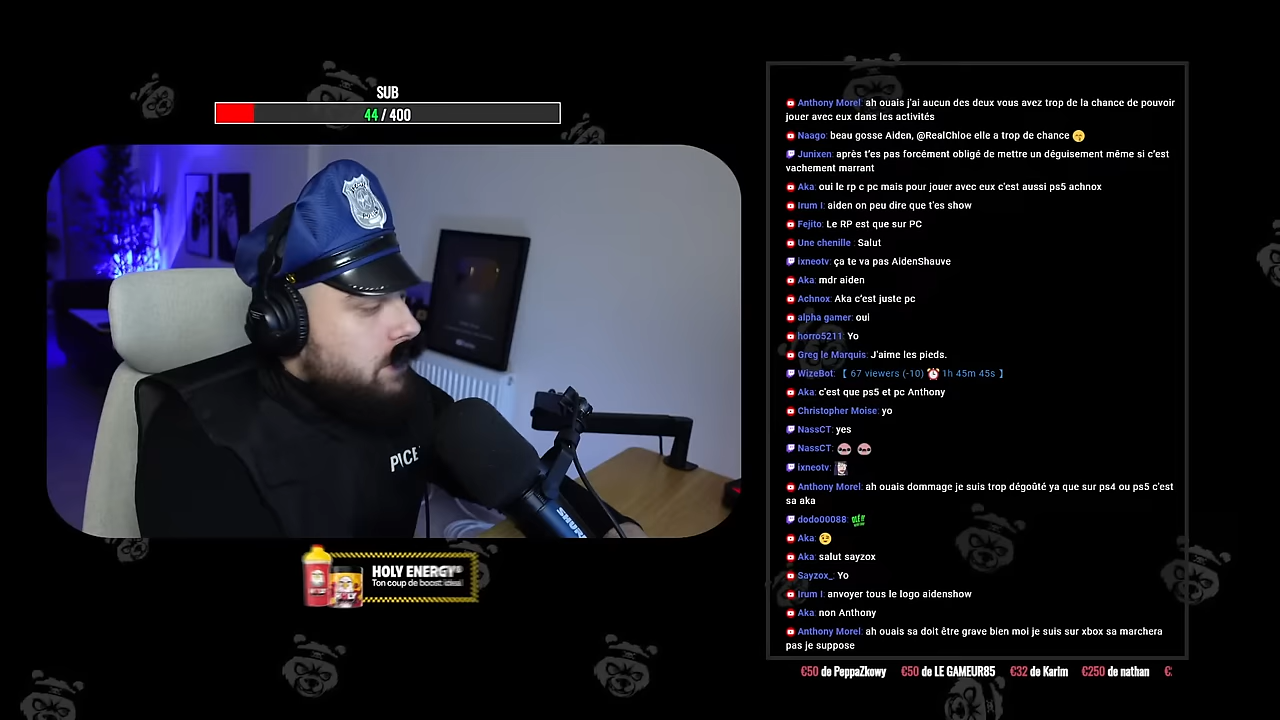 SUB
44 / 400
Anthony Morel: ah ouais j'ai aucun des deux vous avez trop de la chance de pouvoir
jouer avec eux dans les activités
Naago: beau gosse Aiden, @RealChloe elle a trop de chance
Junixen: après t'es pas forcément obligé de mettre un déguisement même si c'est
vachement marrant
Aka: oui le rp c pc mais pour jouer avec eux c'est aussi ps5 achnox
Irum I: aiden on peu dire que t'es show
Fejito: Le RP est que sur PC
Une chenille : Salut
ixneotv: ça te va pas AidenShauve
Aka: mdr aiden
Achnox: Aka c'est juste pc
alpha gamer: oui
horro5211: Yo
Greg le Marquis: J'aime les pieds.
WizeBot: 【 67 viewers (-10) ⏰ 1h 45m 45s 】
Aka: c'est que ps5 et pc Anthony
Christopher Moise: yo
NassCT: yes
NassCT:
ixneotv:
Anthony Morel: ah ouais dommage je suis trop dégoûté ya que sur ps4 ou ps5 c'est
sa aka
dodo00088:
Aka: 😉
Aka: salut sayzox
Sayzox_: Yo
Irum I: anvoyer tous le logo aidenshow
Aka: non Anthony
Anthony Morel: ah ouais sa doit être grave bien moi je suis sur xbox sa marchera
pas je suppose
HOLY ENERGY®
Ton coup de boost idéal
€50 de PeppaZkowy €50 de LE GAMEUR85 €32 de Karim €250 de nathan €